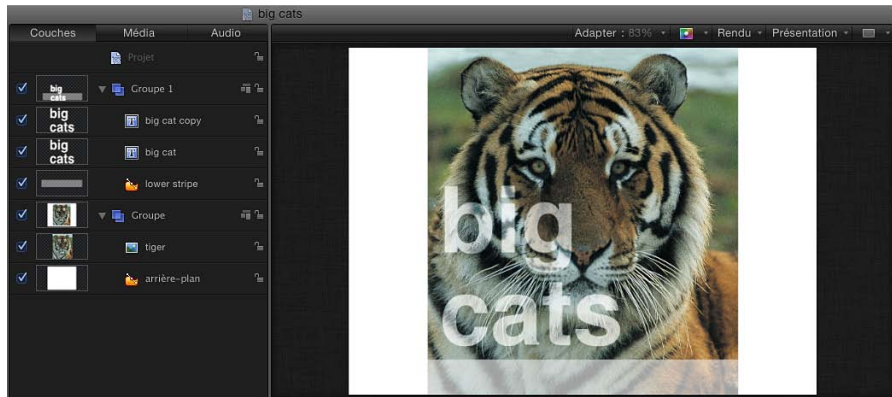 big cats
Couches Média Audio
Adapter : 83% Rendu Présentation
Projet
big cats Groupe 1
big cats big cat copy
big cats big cat
lower stripe
Groupe
tiger
arrière-plan
big
cats